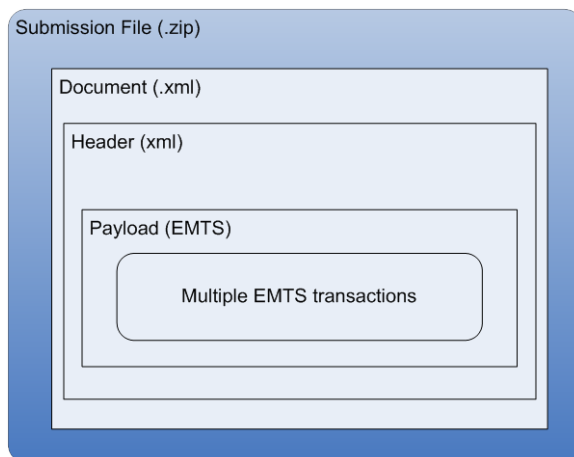 Submission File (.zip)
Document (.xml)
Header (xml)
Payload (EMTS)
Multiple EMTS transactions